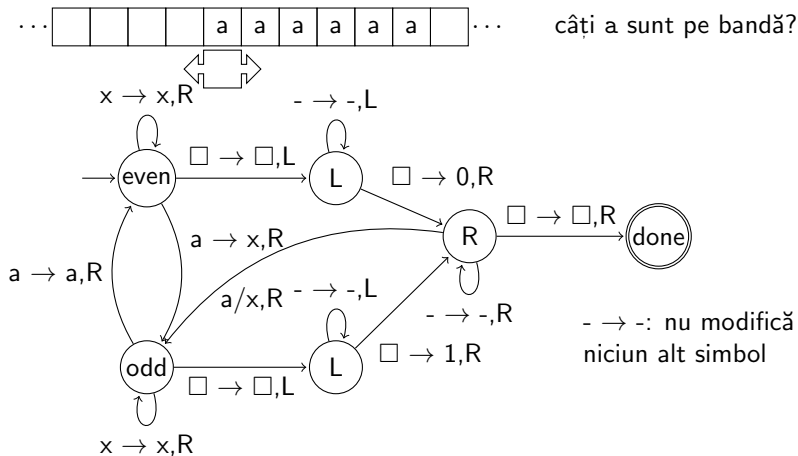 ··· a a a a a a ··· câți a sunt pe bandă?
x → x,R
- → -,L
even
□ → □,L
L
□ → 0,R
□ → □,R
R
done
a → x,R
a → a,R
a/x,R
- → -,L
- → -,R
- → -: nu modifică
niciun alt simbol
odd
□ → □,L
L
□ → 1,R
x → x,R